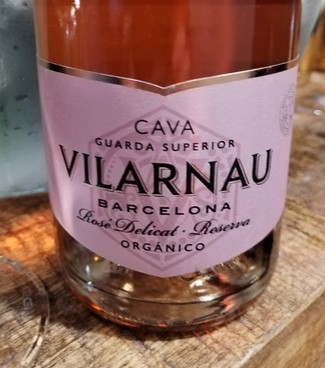 CAVA
GUARDA SUPERIOR
VILARNAU
BARCELONA
Rosé Delicat · Reserva
ORGÁNICO